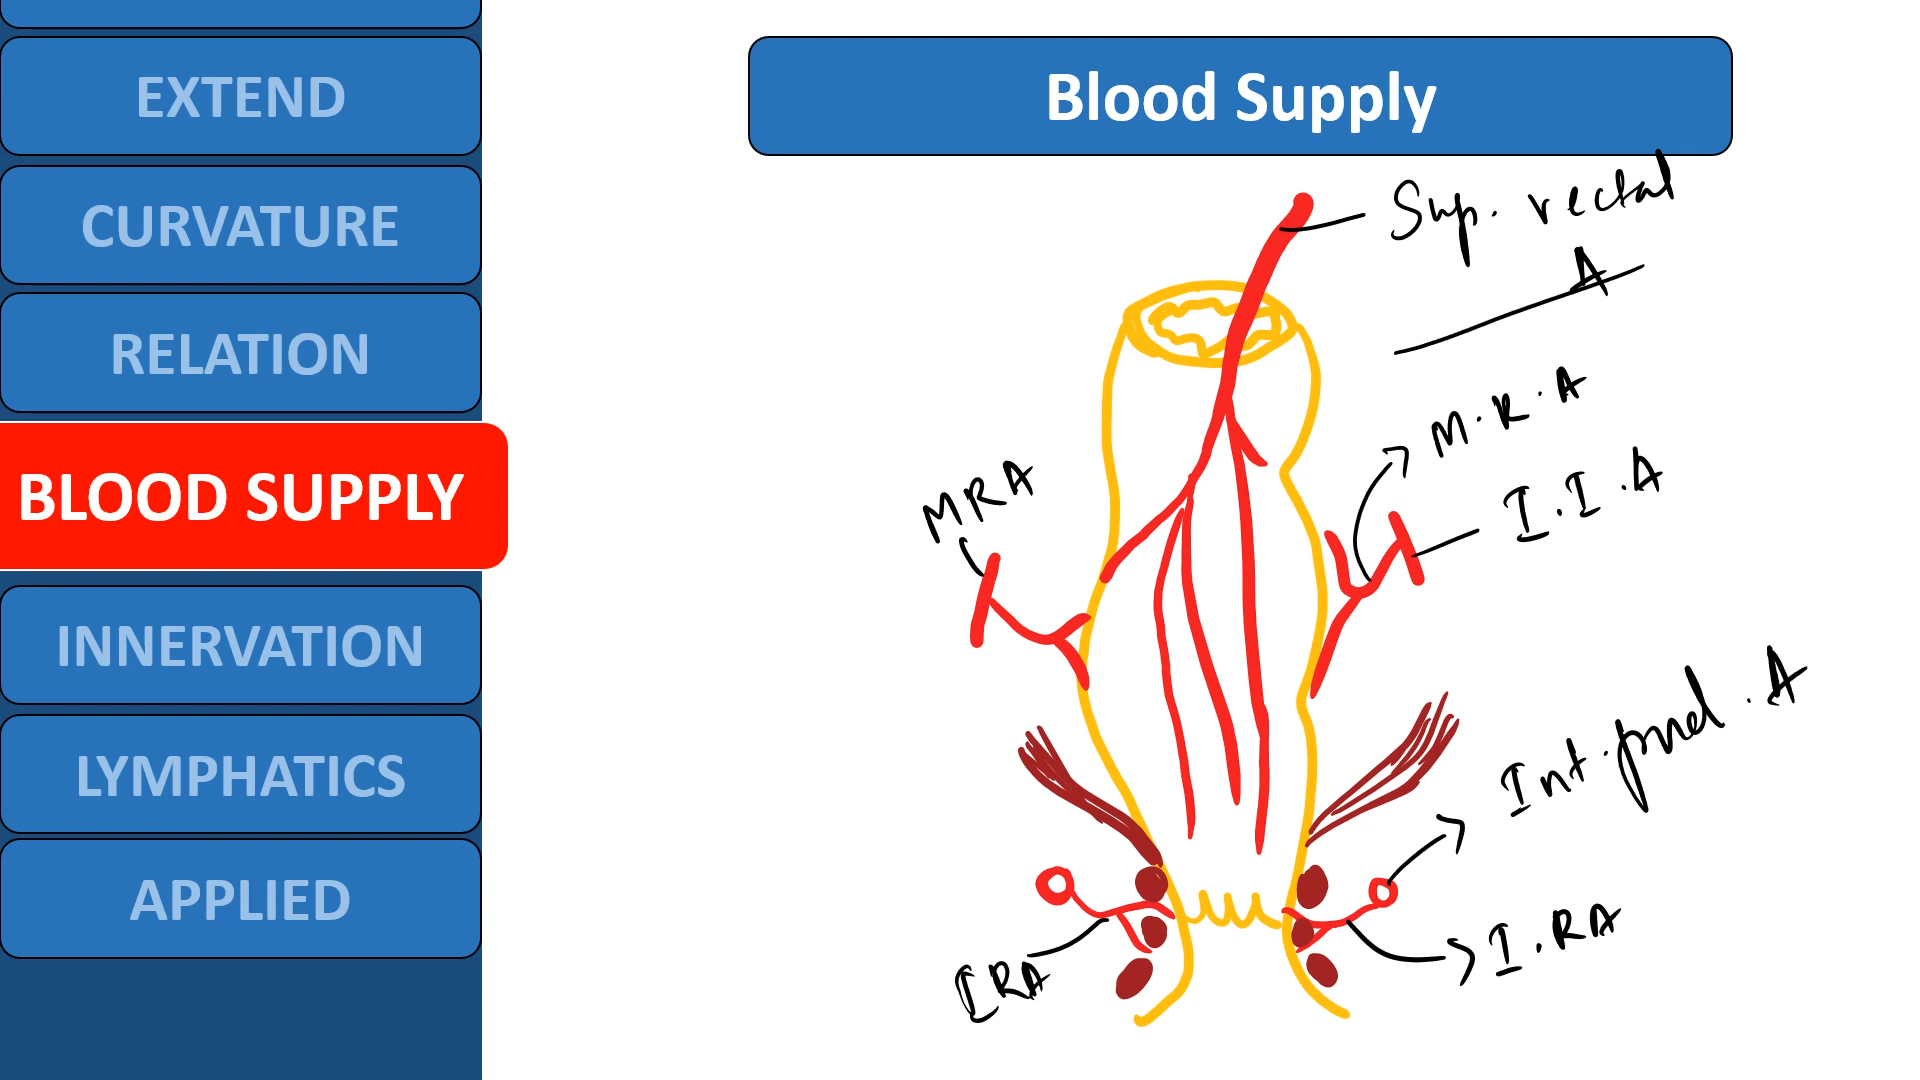 EXTEND
CURVATURE
RELATION
BLOOD SUPPLY
INNERVATION
LYMPHATICS
APPLIED
Blood Supply
Sup. rectal
A
M.R.A
MRA
I.I.A
Int. pud. A
I.RA
IRA